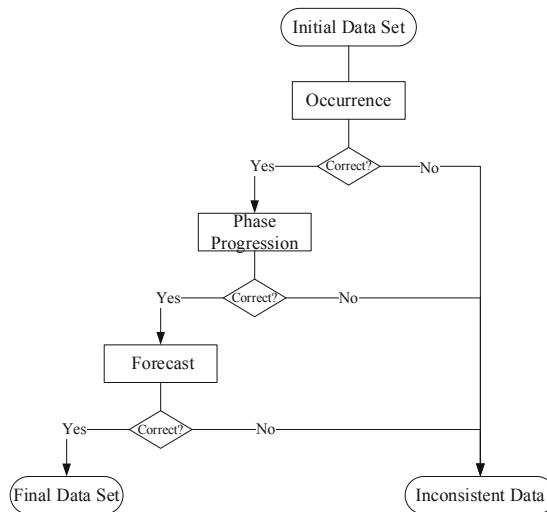 Initial Data Set
Occurrence
Yes
Correct?
No
Phase
Progression
Yes
Correct?
No
Forecast
Yes
Correct?
No
Final Data Set
Inconsistent Data